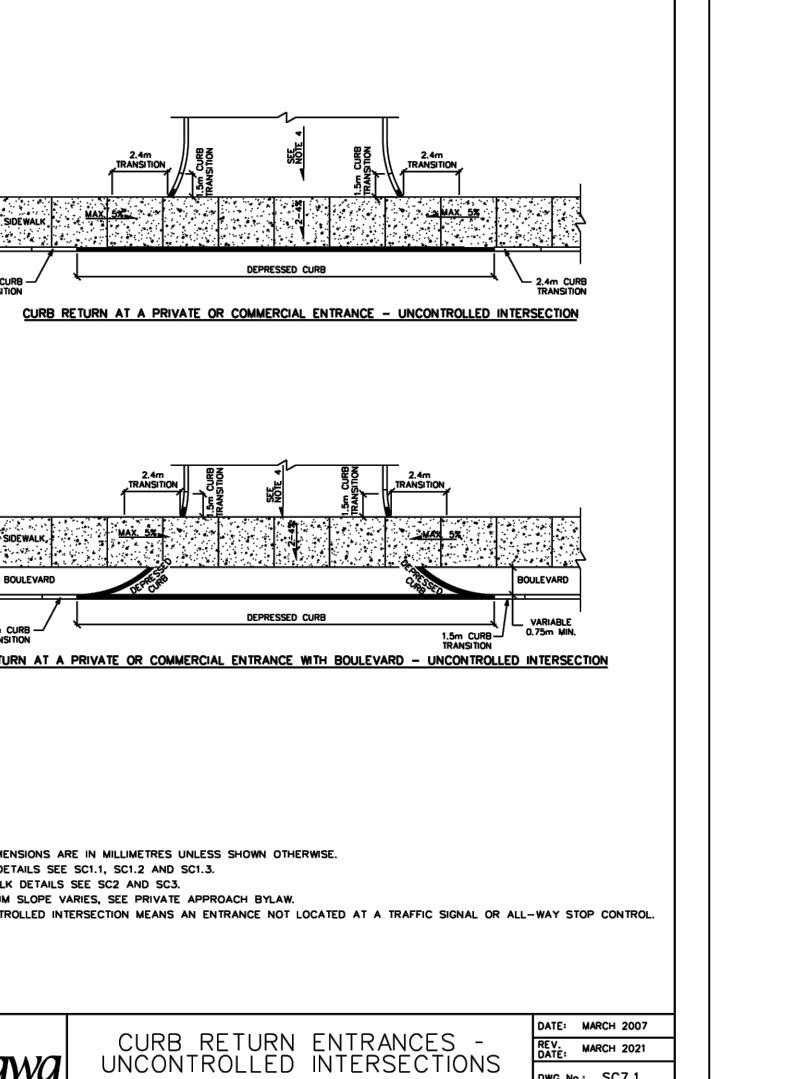 2.4m
TRANSITION
1.5m CURB
TRANSITION
SEE
NOTE 4
1.5m CURB
TRANSITION
2.4m
TRANSITION
SIDEWALK
MAX. 5%
2-4%
MAX. 5%
CURB
DEPRESSED CURB
2.4m CURB
TRANSITION
CURB RETURN AT A PRIVATE OR COMMERCIAL ENTRANCE - UNCONTROLLED INTERSECTION
2.4m
TRANSITION
1.5m CURB
TRANSITION
SEE
NOTE 4
1.5m CURB
TRANSITION
2.4m
TRANSITION
SIDEWALK
MAX. 5%
2-4%
MAX. 5%
BOULEVARD
DEPRESSED
CURB
DEPRESSED
CURB
BOULEVARD
CURB
DEPRESSED CURB
1.5m CURB
TRANSITION
VARIABLE
0.75m MIN.
AT A PRIVATE OR COMMERCIAL ENTRANCE WITH BOULEVARD - UNCONTROLLED INTERSECTION
ARE IN MILLIMETRES UNLESS SHOWN OTHERWISE.
DETAILS SEE SC1.1, SC1.2 AND SC1.3.
DETAILS SEE SC2 AND SC3.
SLOPE VARIES, SEE PRIVATE APPROACH BYLAW.
INTERSECTION MEANS AN ENTRANCE NOT LOCATED AT A TRAFFIC SIGNAL OR ALL-WAY STOP CONTROL.
CURB RETURN ENTRANCES -
UNCONTROLLED INTERSECTIONS
DATE: MARCH 2007
REV.
DATE: MARCH 2021
DWG. No.: SC7.1